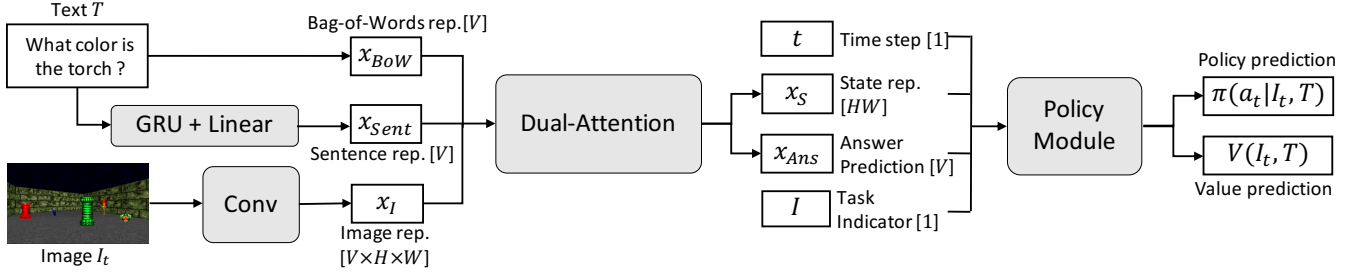 Text T
What color is
the torch ?
GRU + Linear
Image I_t
Conv
Bag-of-Words rep.[V]
x_BoW
x_Sent
Sentence rep. [V]
x_I
Image rep.
[V×H×W]
Dual-Attention
t
Time step [1]
x_S
State rep.
[HW]
x_Ans
Answer
Prediction [V]
I
Task
Indicator [1]
Policy
Module
Policy prediction
π(a_t|I_t, T)
V(I_t, T)
Value prediction